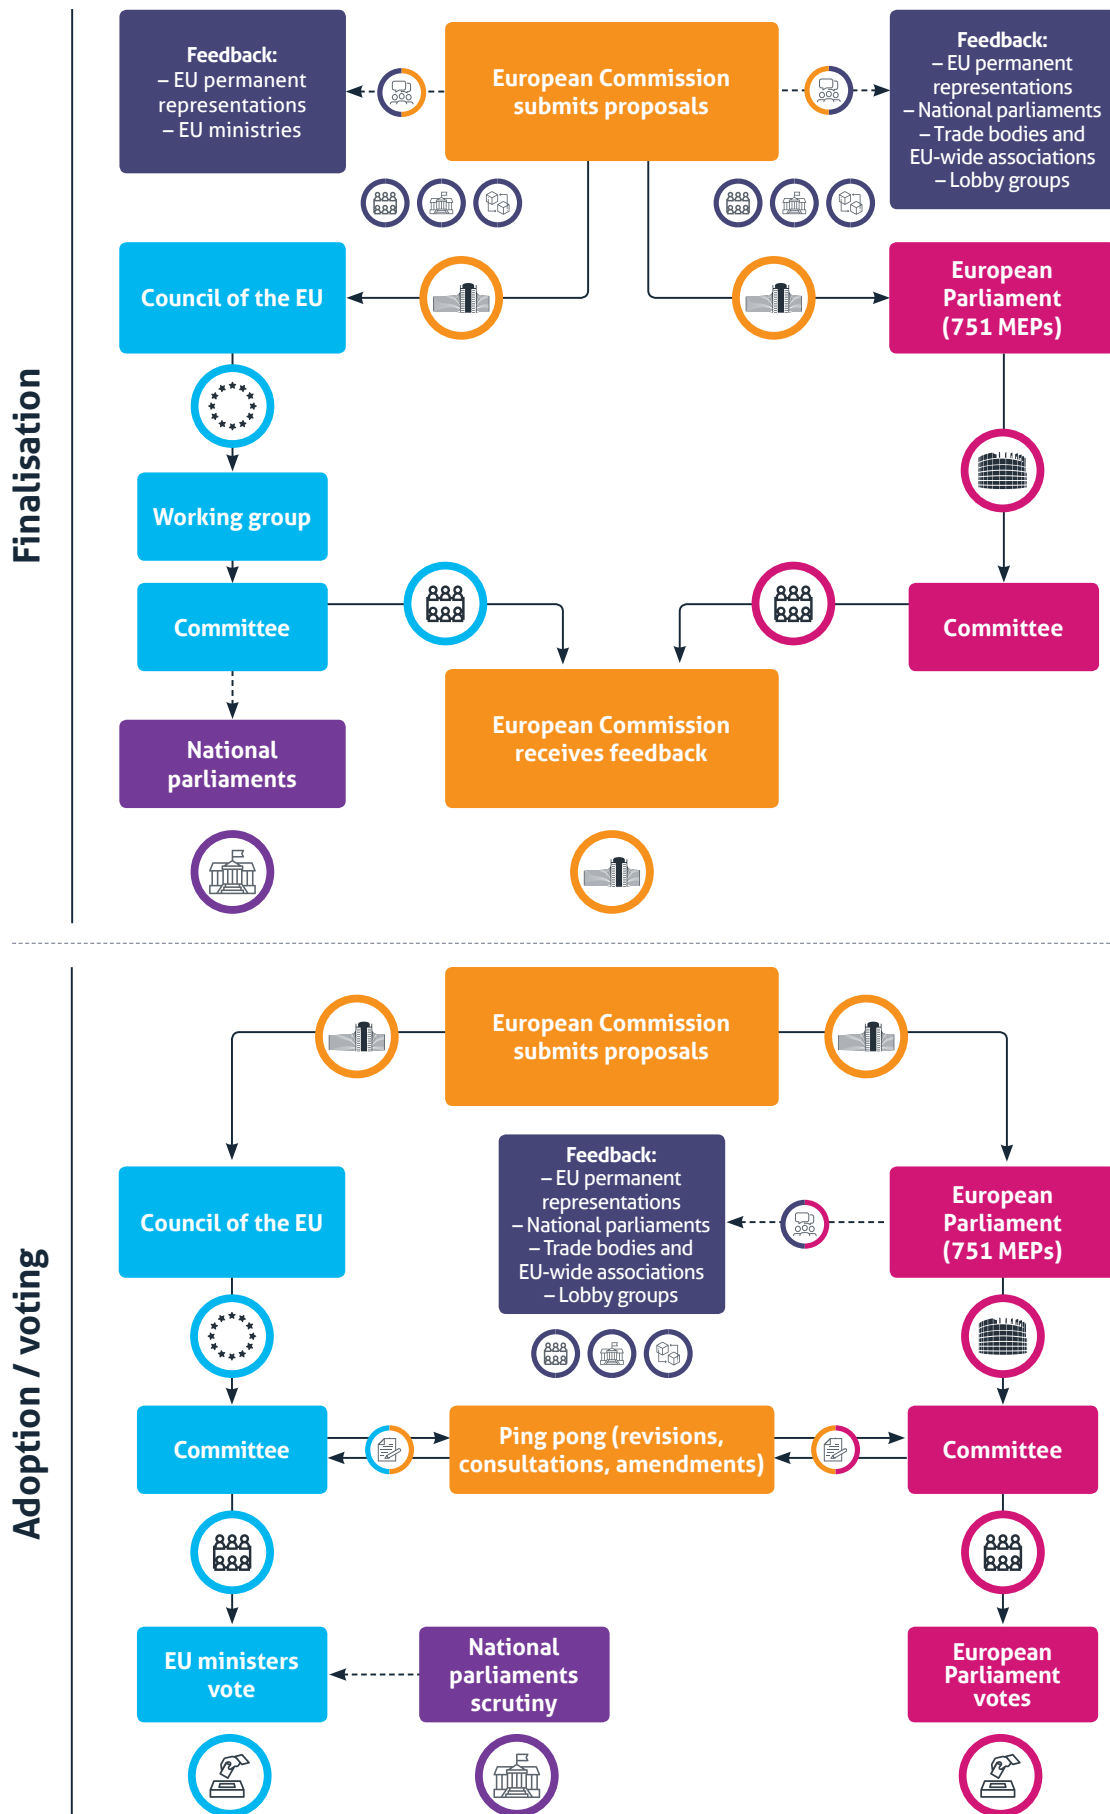 Finalisation
Feedback:
– EU permanent
representations
– EU ministries
European Commission
submits proposals
Feedback:
– EU permanent
representations
– National parliaments
– Trade bodies and
EU-wide associations
– Lobby groups
Council of the EU
European
Parliament
(751 MEPs)
Working group
Committee
Committee
National
parliaments
European Commission
receives feedback
Adoption / voting
European Commission
submits proposals
Council of the EU
Feedback:
– EU permanent
representations
– National parliaments
– Trade bodies and
EU-wide associations
– Lobby groups
European
Parliament
(751 MEPs)
Committee
Ping pong (revisions,
consultations, amendments)
Committee
EU ministers
vote
National
parliaments
scrutiny
European
Parliament
votes